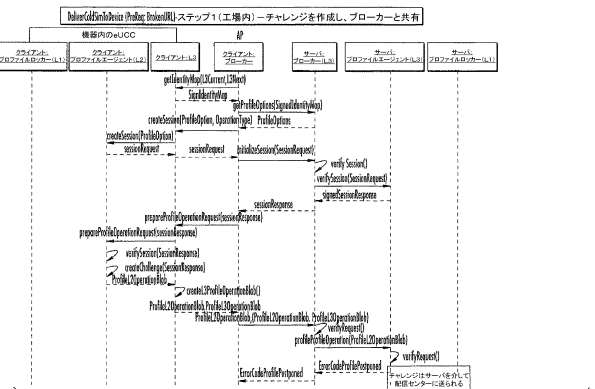 DeliverColdSimToDevice (PreReq: BrokenURL)-ステップ1(工場内)-チャレンジを作成し、ブローカーと共有
機器内のeUCC
AP
クライアント:
プロファイルロッカー(L1)
クライアント:
プロファイルエージェント(L2)
クライアント(L3)
クライアント:
ブローカー
サーバ:
ブローカー(L3)
サーバ:
プロファイルエージェント(L3)
サーバ:
プロファイルロッカー(L1)
getIdentityMap(L3Current,L3Next)
SignIdentityMap
getProfileOptions(SignedIdentityMap)
createSession(ProfileOption, OperationType)
ProfileOptions
createSession(ProfileOption)
sessionRequest
sessionRequest
initializeSession(SessionRequest)
verify Session()
verifySession(SessionRequest)
signedSessionResponse
sessionResponse
prepareProfileOperationRequest(sessionResponse)
prepareProfileOperationRequest(sessionResponse)
verifySession(SessionResponse)
createChallenge(SessionResponse)
ProfileL2OperationBlob
createL3ProfileOperationBlob()
ProfileL2OperationBlob,ProfileL3OperationBlob
ProfileL3OperationBlob,(ProfileL2OperationBlob, ProfileL3OperationBlob)
verifyRequest()
profileProfileOperation(ProfileL2OperationBlob)
verifyRequest()
ErrorCodeProfilePostponed
ErrorCodeProfilePostponed
チャレンジはサーバを介して
配信センターに送られる